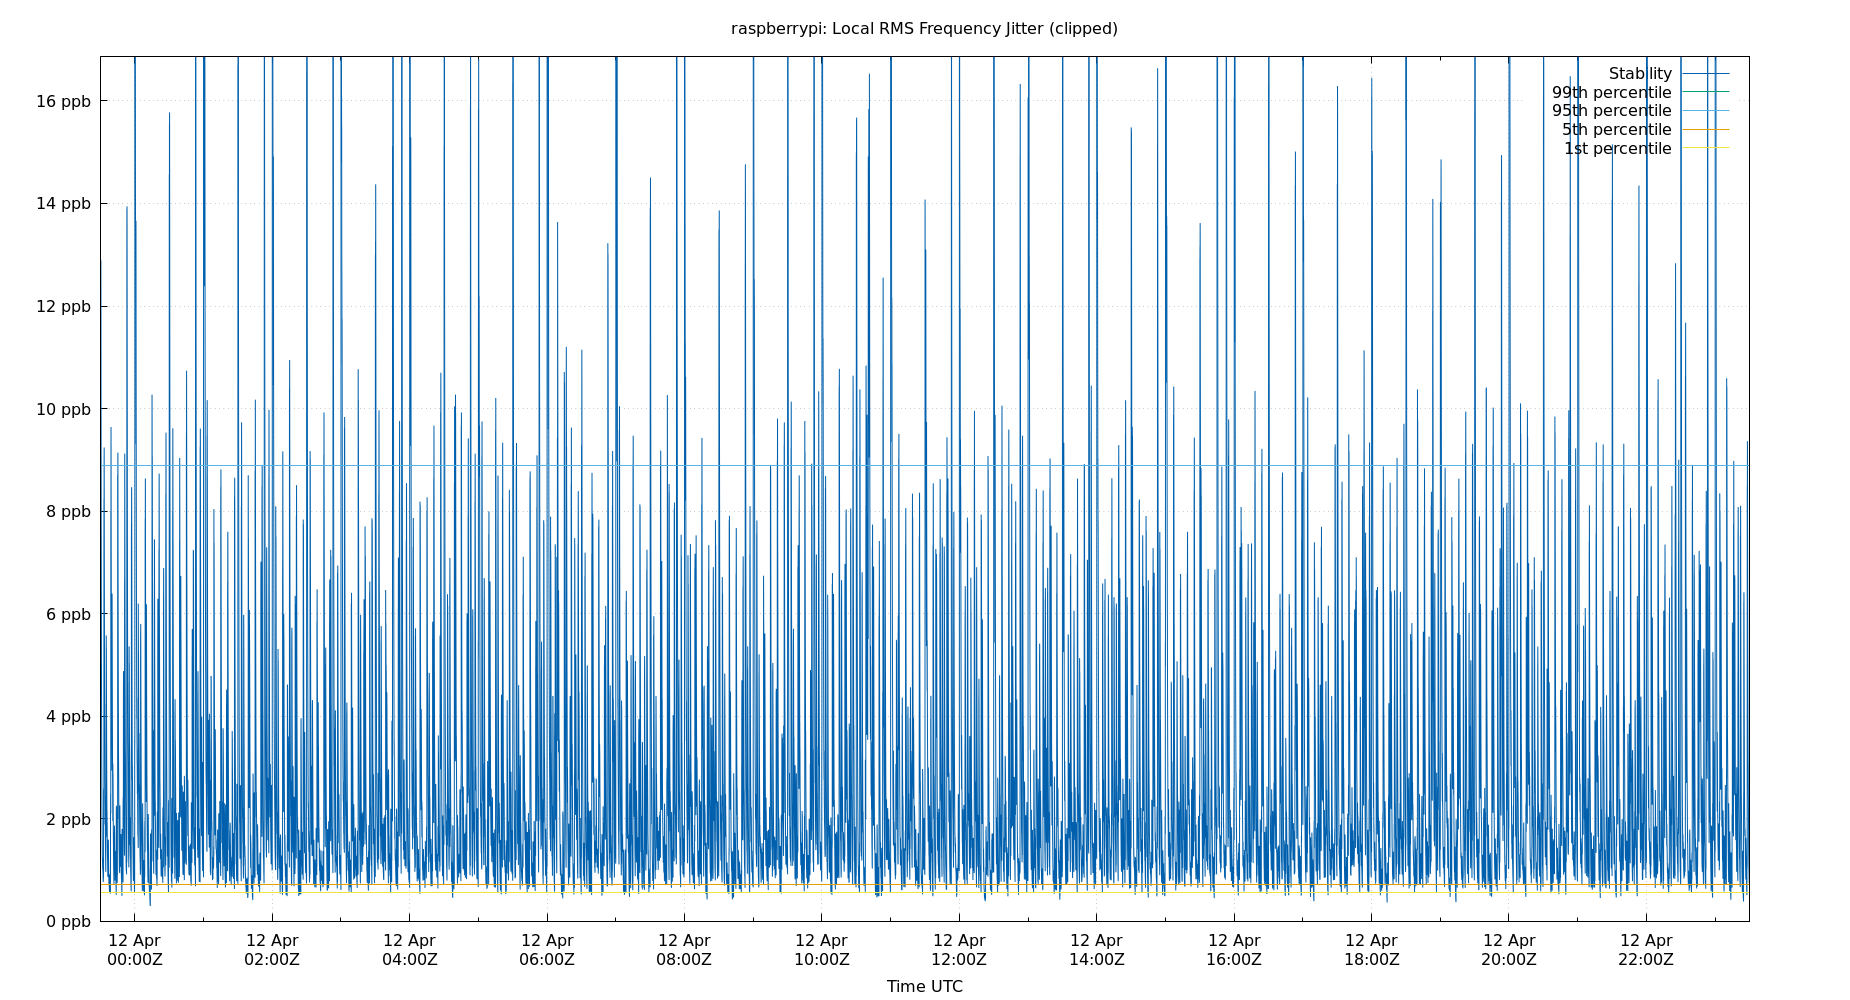 raspberrypi: Local RMS Frequency Jitter (clipped)
Stability
99th percentile
95th percentile
5th percentile
1st percentile
16 ppb
14 ppb
12 ppb
10 ppb
8 ppb
6 ppb
4 ppb
2 ppb
0 ppb
12 Apr 12 Apr 12 Apr 12 Apr 12 Apr 12 Apr 12 Apr 12 Apr 12 Apr 12 Apr 12 Apr 12 Apr
00:00Z 02:00Z 04:00Z 06:00Z 08:00Z 10:00Z 12:00Z 14:00Z 16:00Z 18:00Z 20:00Z 22:00Z
Time UTC